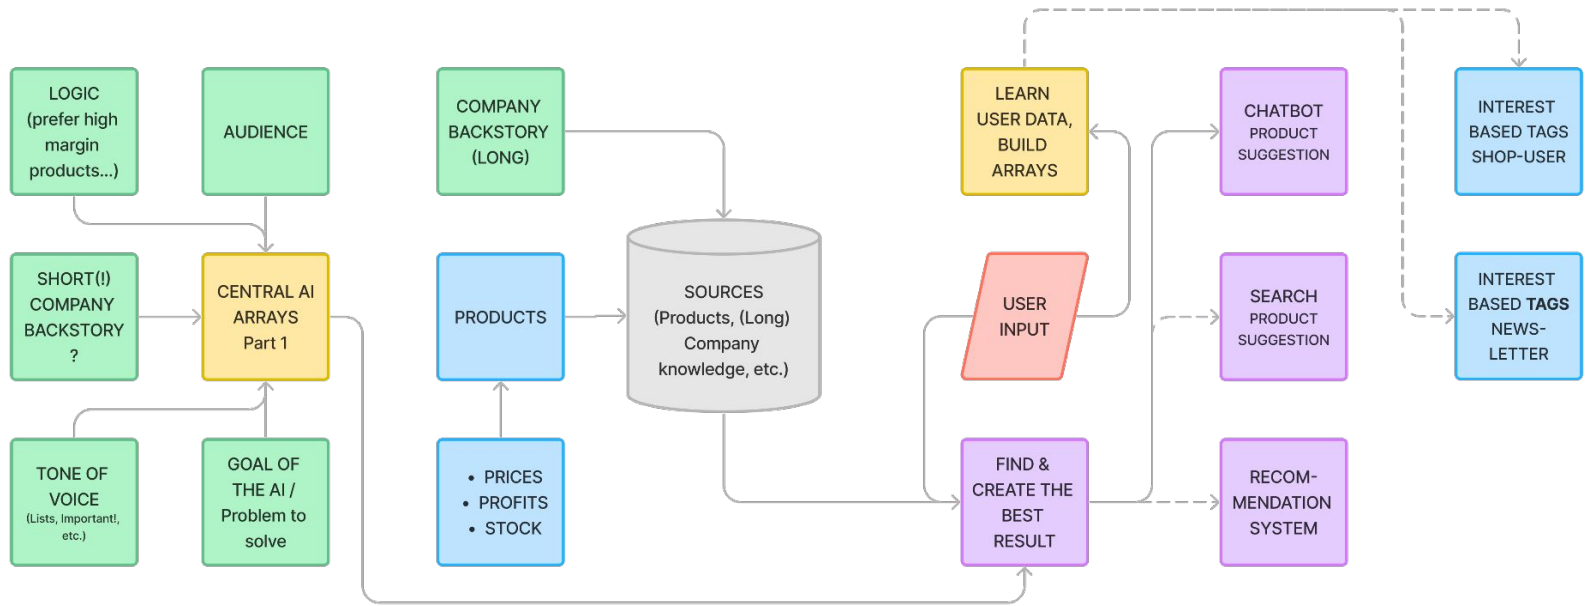 LOGIC
(prefer high
margin
products...)
AUDIENCE
COMPANY
BACKSTORY
(LONG)
LEARN
USER DATA,
BUILD
ARRAYS
CHATBOT
PRODUCT
SUGGESTION
INTEREST
BASED TAGS
SHOP-USER
SHORT(!)
COMPANY
BACKSTORY
?
CENTRAL AI
ARRAYS
Part 1
PRODUCTS
SOURCES
(Products, (Long)
Company
knowledge, etc.)
USER
INPUT
SEARCH
PRODUCT
SUGGESTION
INTEREST
BASED TAGS
NEWS-
LETTER
TONE OF
VOICE
(Lists, Important!,
etc.)
GOAL OF
THE AI /
Problem to
solve
• PRICES
• PROFITS
• STOCK
FIND &
CREATE THE
BEST
RESULT
RECOM-
MENDATION
SYSTEM